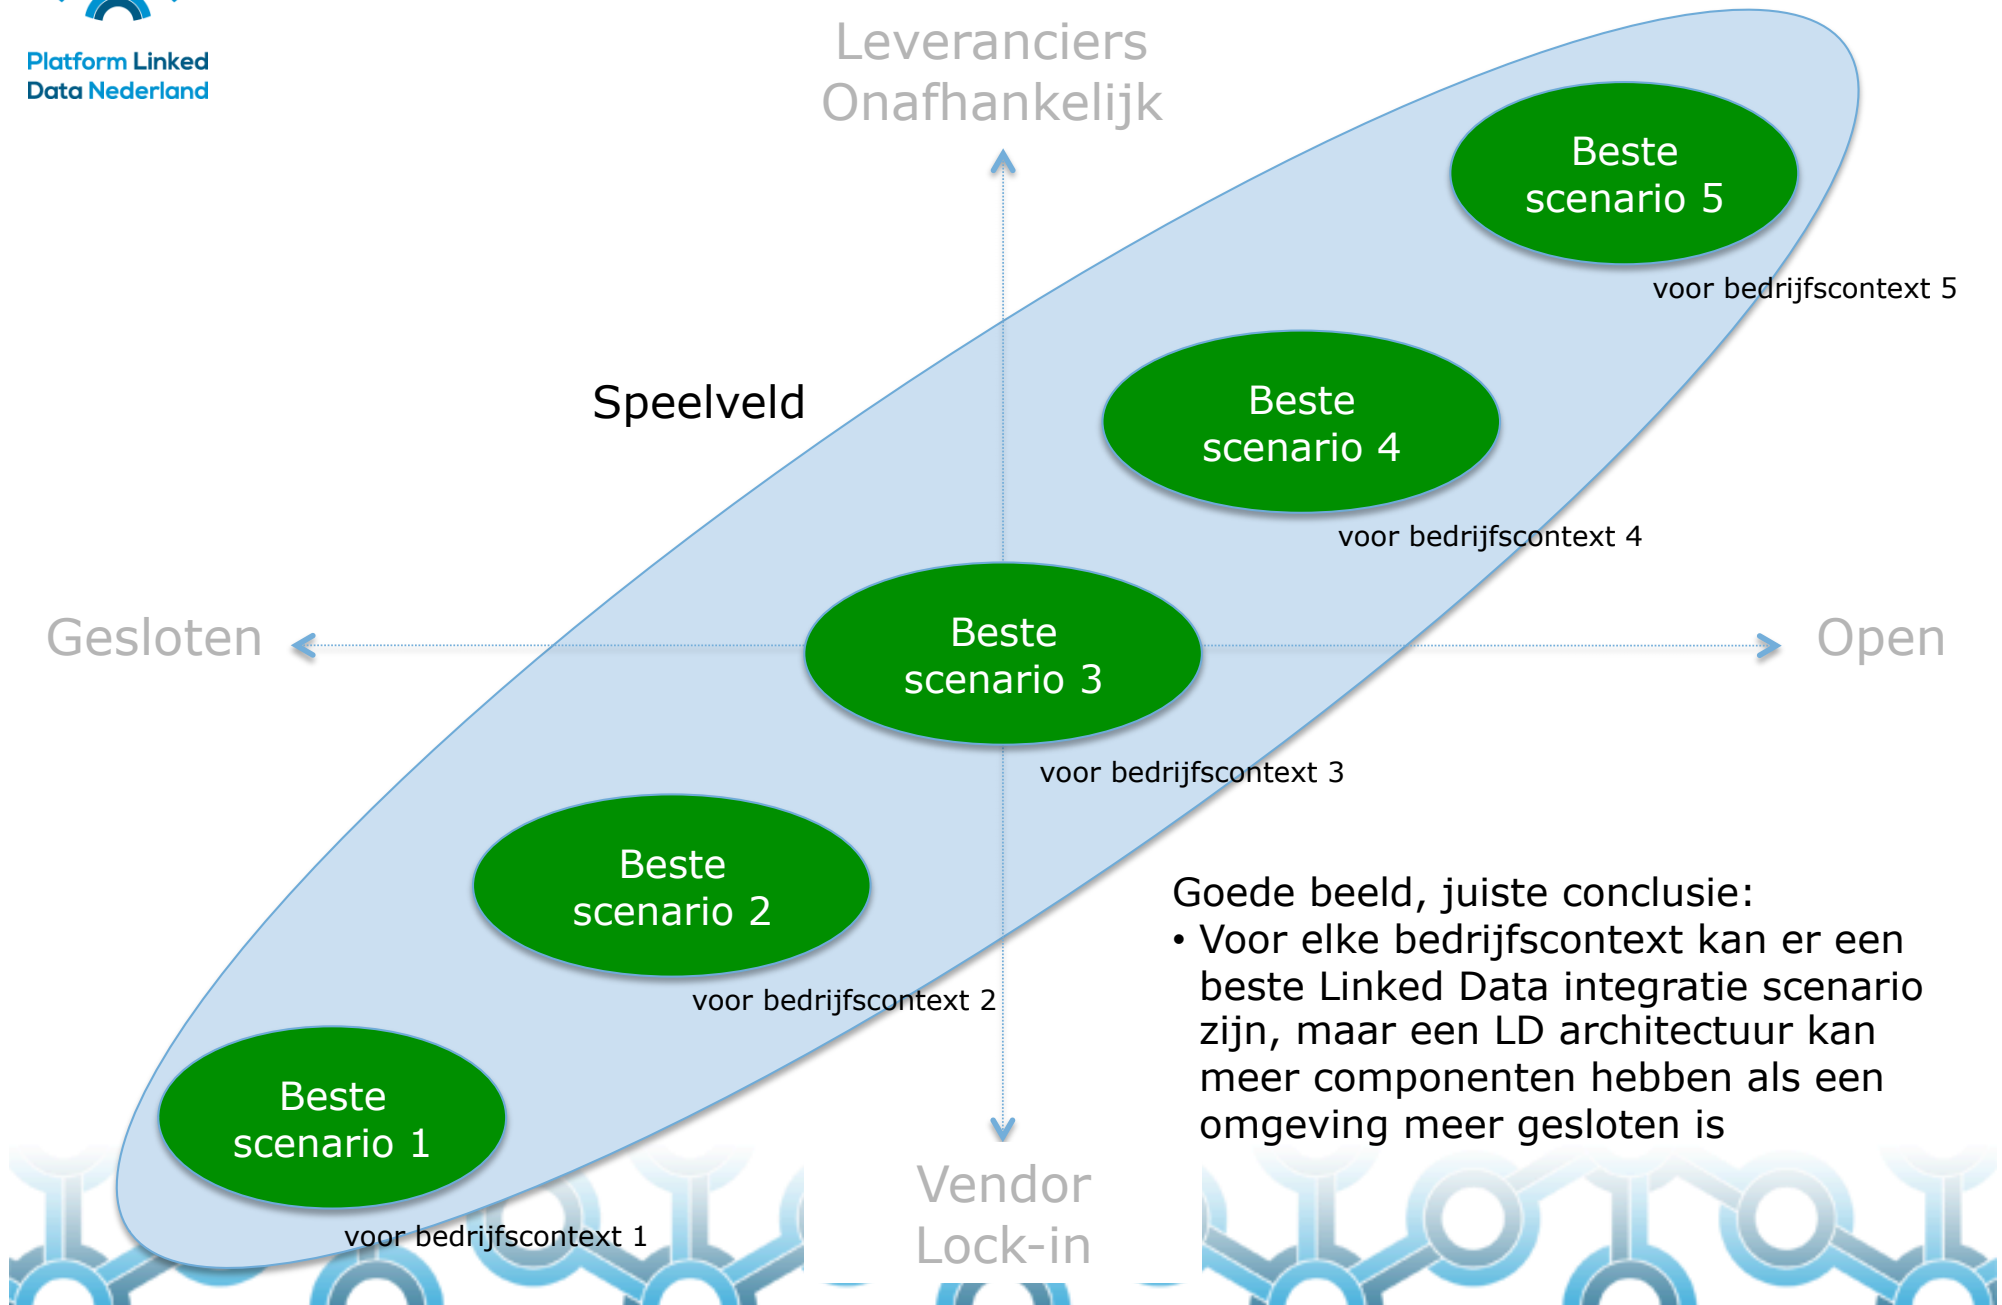 Platform Linked
Data Nederland
Leveranciers
Onafhankelijk
Beste
scenario 5
voor bedrijfscontext 5
Speelveld
Beste
scenario 4
voor bedrijfscontext 4
Gesloten
Beste
scenario 3
Open
voor bedrijfscontext 3
Beste
scenario 2
voor bedrijfscontext 2
Goede beeld, juiste conclusie:
• Voor elke bedrijfscontext kan er een
beste Linked Data integratie scenario
zijn, maar een LD architectuur kan
meer componenten hebben als een
omgeving meer gesloten is
Beste
scenario 1
voor bedrijfscontext 1
Vendor
Lock-in